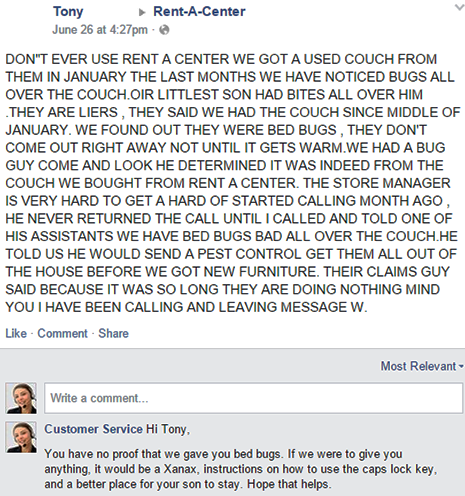 Tony ▸ Rent-A-Center
June 26 at 4:27pm ·
DON"T EVER USE RENT A CENTER WE GOT A USED COUCH FROM
THEM IN JANUARY THE LAST MONTHS WE HAVE NOTICED BUGS ALL
OVER THE COUCH.OIR LITTLEST SON HAD BITES ALL OVER HIM
.THEY ARE LIERS , THEY SAID WE HAD THE COUCH SINCE MIDDLE OF
JANUARY. WE FOUND OUT THEY WERE BED BUGS , THEY DON'T
COME OUT RIGHT AWAY NOT UNTIL IT GETS WARM.WE HAD A BUG
GUY COME AND LOOK HE DETERMINED IT WAS INDEED FROM THE
COUCH WE BOUGHT FROM RENT A CENTER. THE STORE MANAGER
IS VERY HARD TO GET A HARD OF STARTED CALLING MONTH AGO ,
HE NEVER RETURNED THE CALL UNTIL I CALLED AND TOLD ONE OF
HIS ASSISTANTS WE HAVE BED BUGS BAD ALL OVER THE COUCH.HE
TOLD US HE WOULD SEND A PEST CONTROL GET THEM ALL OUT OF
THE HOUSE BEFORE WE GOT NEW FURNITURE. THEIR CLAIMS GUY
SAID BECAUSE IT WAS SO LONG THEY ARE DOING NOTHING MIND
YOU I HAVE BEEN CALLING AND LEAVING MESSAGE W.
Like · Comment · Share
Most Relevant
Write a comment...
Customer Service Hi Tony,
You have no proof that we gave you bed bugs. If we were to give you
anything, it would be a Xanax, instructions on how to use the caps lock key,
and a better place for your son to stay. Hope that helps.